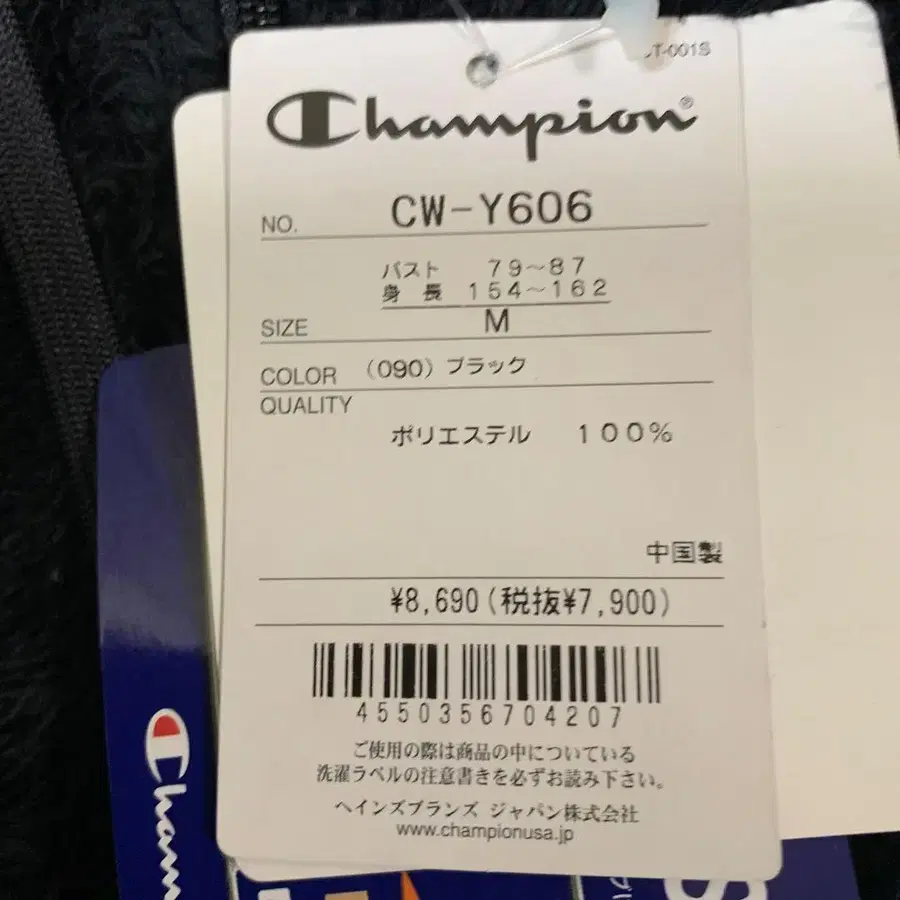 T-001S
Champion®
NO. CW-Y606
バスト 79~87
身長 154~162
SIZE M
COLOR (090) ブラック
QUALITY
ポリエステル 100%
中国製
¥8,690(税抜¥7,900)
4550356704207
ご使用の際は商品の中についている
洗濯ラベルの注意書きを必ずお読み下さい。
ヘインズブランズ ジャパン株式会社
www.championusa.jp
Cham